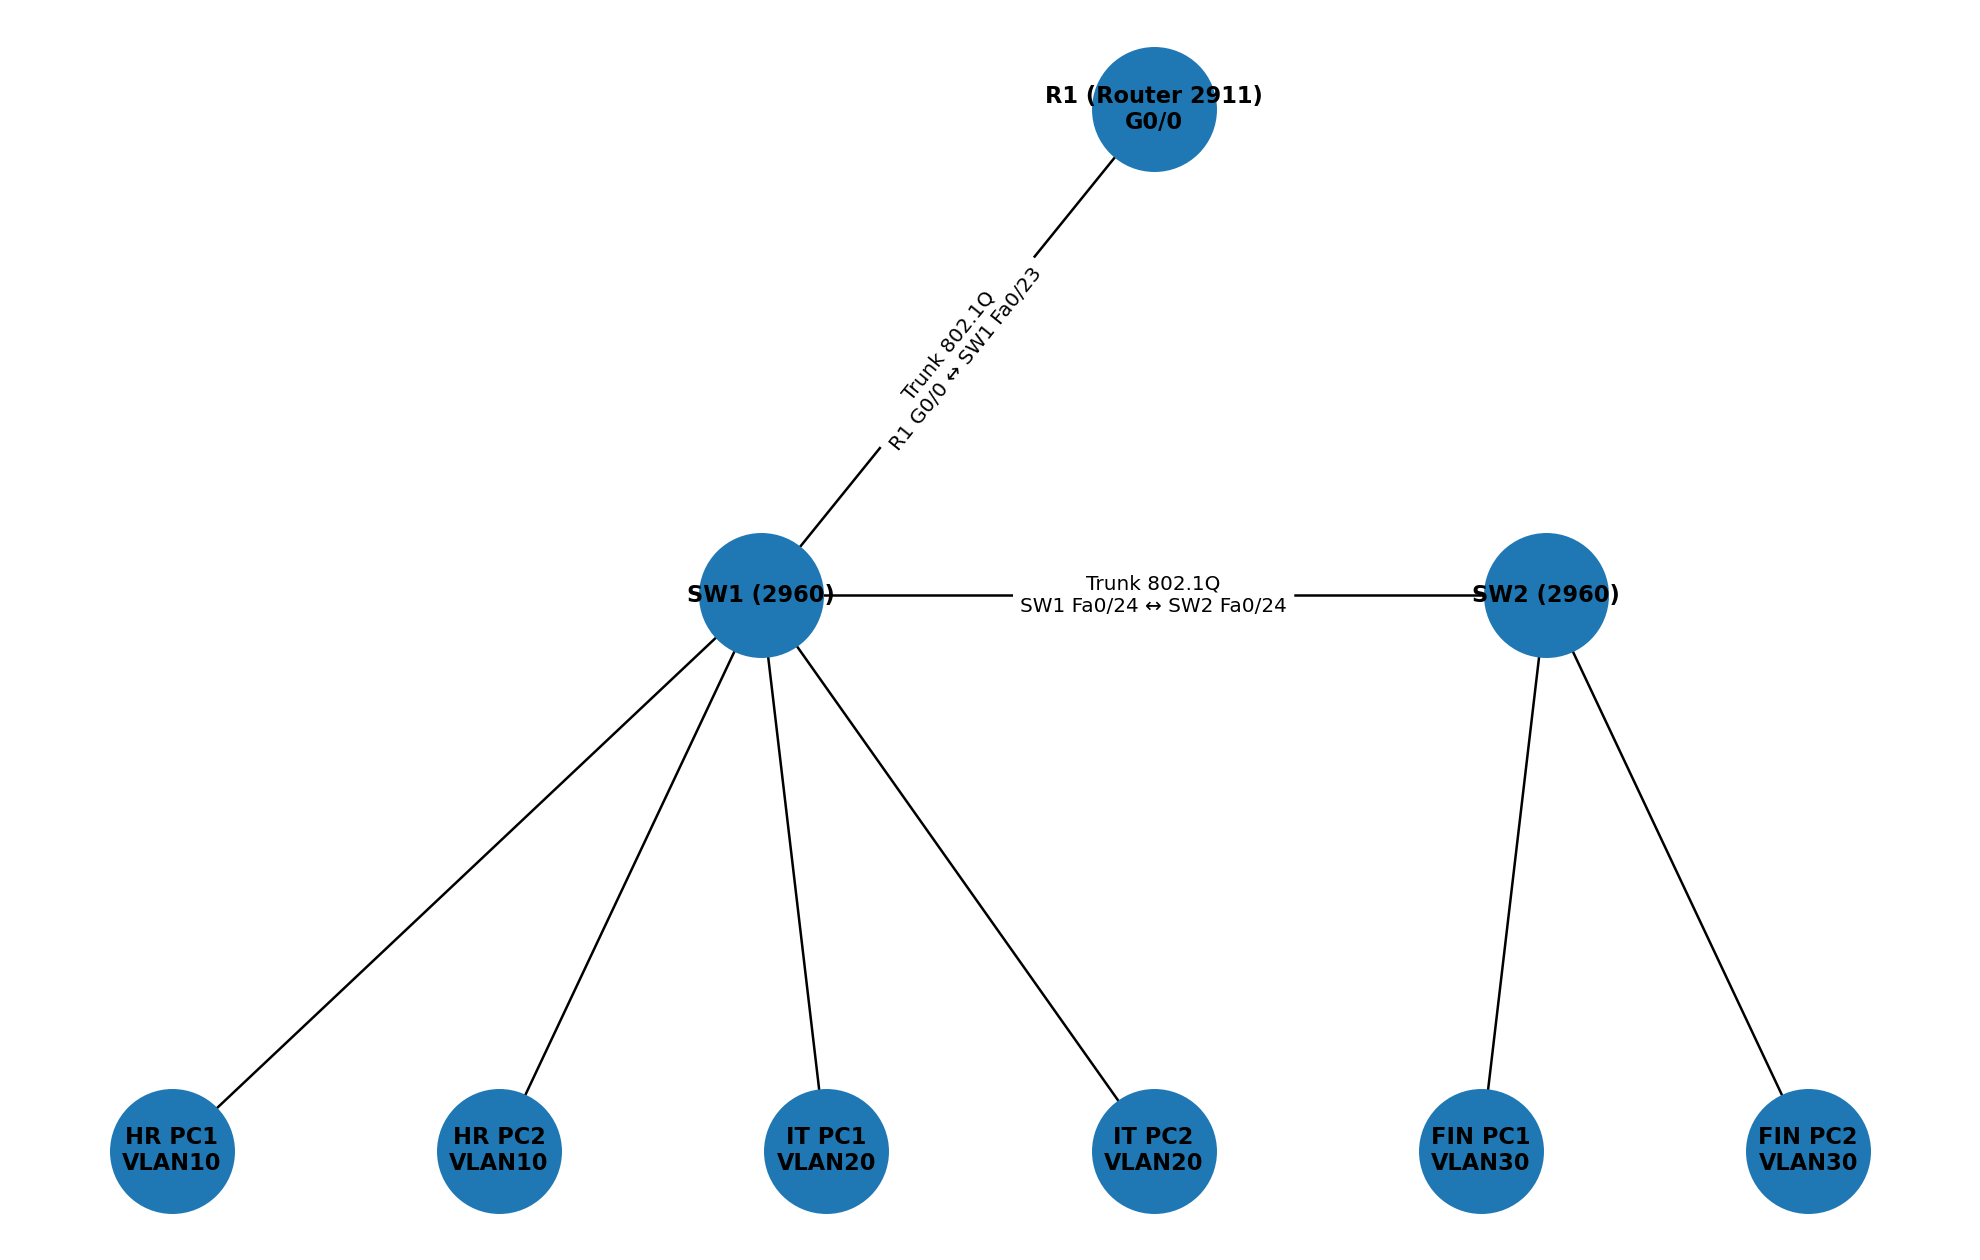 R1 (Router 2911)
G0/0
Trunk 802.1Q
R1 G0/0 ↔ SW1 Fa0/23
SW1 (2960)
Trunk 802.1Q
SW1 Fa0/24 ↔ SW2 Fa0/24
SW2 (2960)
HR PC1
VLAN10
HR PC2
VLAN10
IT PC1
VLAN20
IT PC2
VLAN20
FIN PC1
VLAN30
FIN PC2
VLAN30